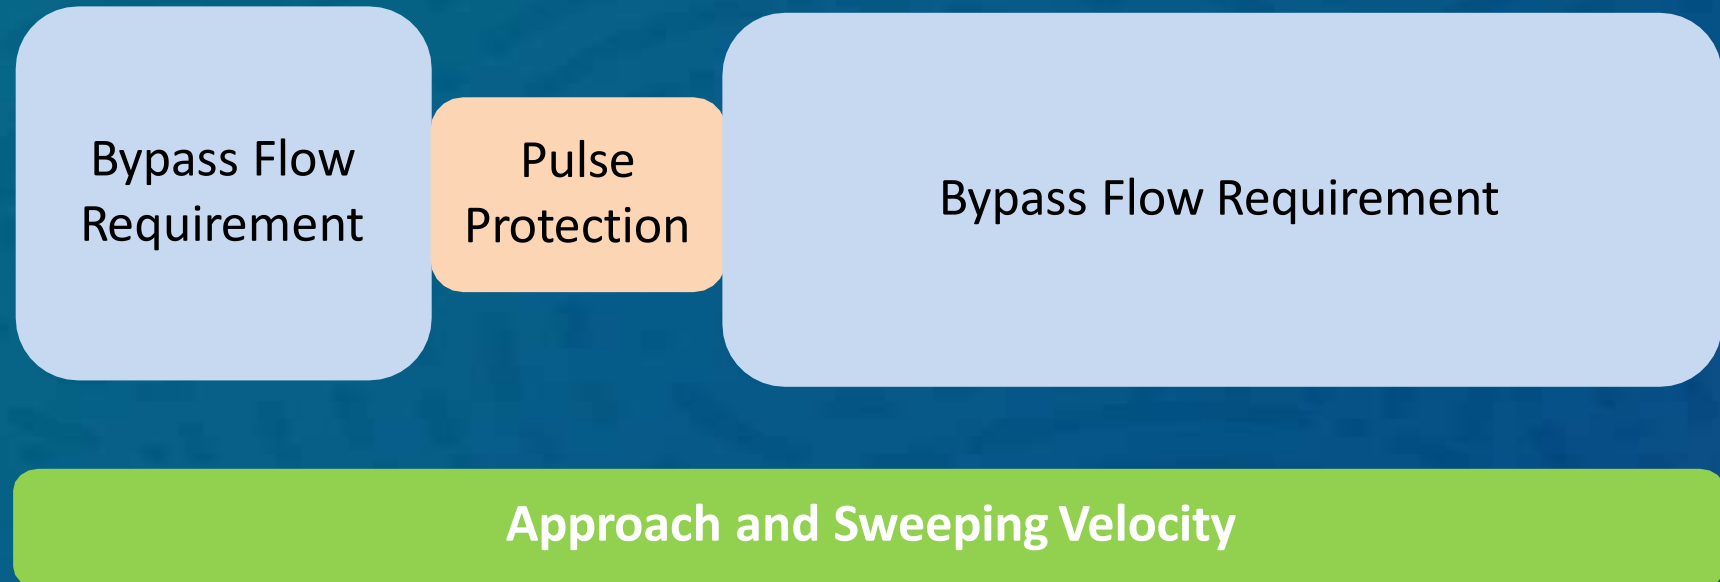 Bypass Flow
Requirement
Pulse
Protection
Bypass Flow Requirement
Approach and Sweeping Velocity